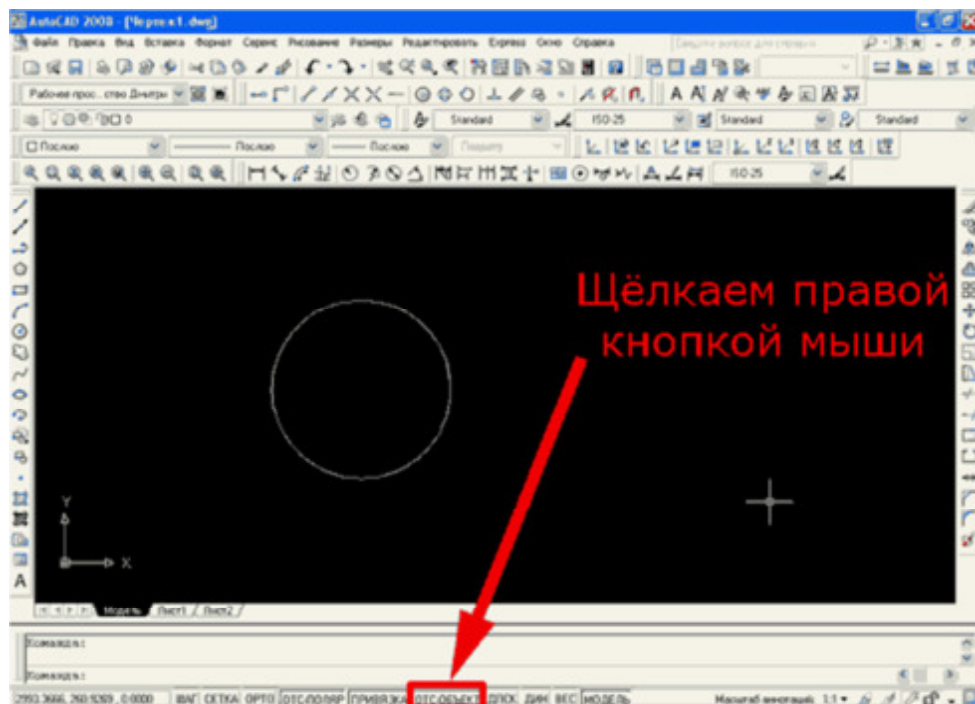 AutoCAD 2008 - [Чертеж1.dwg]
Файл Правка Вид Вставка Формат Сервис Рисование Размеры Редактировать Express Окно Справка
Standard ISO-25 Standard Standard
Послою Послою Послою
ISO-25
Щёлкаем правой
кнопкой мыши
Y
X
Модель Лист1 Лист2
Команда:
Команда:
ШАГ СЕТКА ОРТО ОТС-ПОЛЯР ПРИВЯЗКА ОТС-ОБЪЕКТ ДПСК ДИН ВЕС МОДЕЛЬ Масштаб аннотаций: 1:1